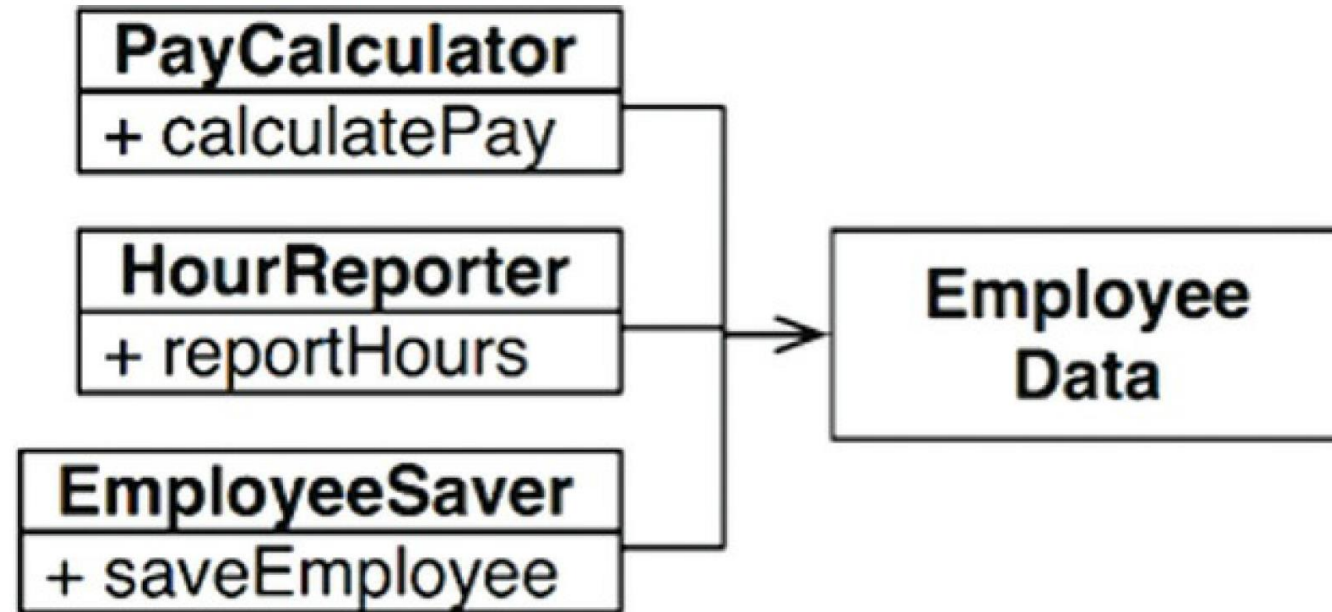 PayCalculator
+ calculatePay
HourReporter
+ reportHours
EmployeeSaver
+ saveEmployee
Employee
Data